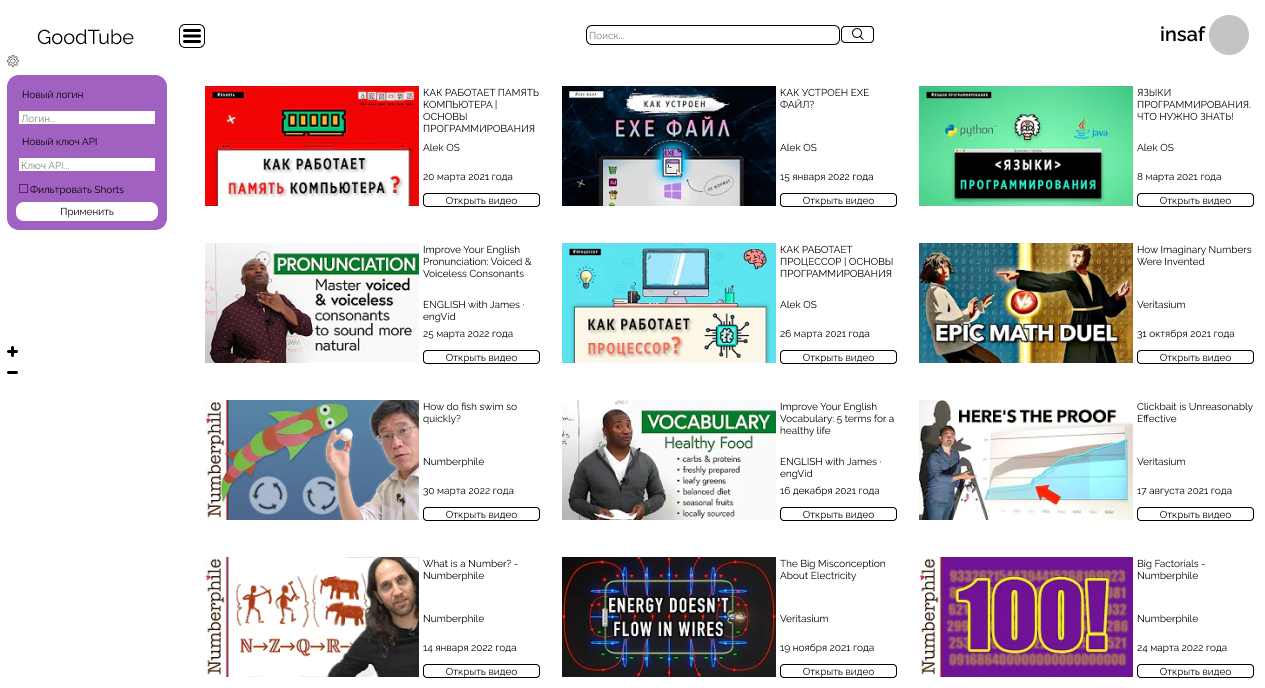 GoodTube
Поиск...
insaf
Новый логин
Логин...
Новый ключ API
Ключ API...
Фильтровать Shorts
Применить
КАК РАБОТАЕТ
ПАМЯТЬ КОМПЬЮТЕРА ?
КАК РАБОТАЕТ ПАМЯТЬ
КОМПЬЮТЕРА |
ОСНОВЫ
ПРОГРАММИРОВАНИЯ
Alek OS
20 марта 2021 года
Открыть видео
КАК УСТРОЕН
EXE ФАЙЛ
EXE
КАК УСТРОЕН EXE
ФАЙЛ?
Alek OS
15 января 2022 года
Открыть видео
python
Java
<ЯЗЫКИ>
ПРОГРАММИРОВАНИЯ
ЯЗЫКИ
ПРОГРАММИРОВАНИЯ.
ЧТО НУЖНО ЗНАТЬ!
Alek OS
8 марта 2021 года
Открыть видео
PRONUNCIATION
Master voiced
& voiceless
consonants
to sound more
natural
Improve Your English
Pronunciation: Voiced &
Voiceless Consonants
ENGLISH with James ·
engVid
25 марта 2022 года
Открыть видео
КАК РАБОТАЕТ
ПРОЦЕССОР?
КАК РАБОТАЕТ
ПРОЦЕССОР | ОСНОВЫ
ПРОГРАММИРОВАНИЯ
Alek OS
26 марта 2021 года
Открыть видео
VS
EPIC MATH DUEL
How Imaginary Numbers
Were Invented
Veritasium
31 октября 2021 года
Открыть видео
Numberphile
How do fish swim so
quickly?
Numberphile
30 марта 2022 года
Открыть видео
VOCABULARY
Healthy Food
• carbs & proteins
• freshly prepared
• leafy greens
• balanced diet
• seasonal fruits
• locally sourced
Improve Your English
Vocabulary: 5 terms for a
healthy life
ENGLISH with James ·
engVid
16 декабря 2021 года
Открыть видео
HERE'S THE PROOF
Clickbait is Unreasonably
Effective
Veritasium
17 августа 2021 года
Открыть видео
Numberphile
N→Z→Q→R→
What is a Number? -
Numberphile
Numberphile
14 января 2022 года
Открыть видео
ENERGY DOESN'T
FLOW IN WIRES
The Big Misconception
About Electricity
Veritasium
19 ноября 2021 года
Открыть видео
Numberphile
100!
Big Factorials -
Numberphile
Numberphile
24 марта 2022 года
Открыть видео